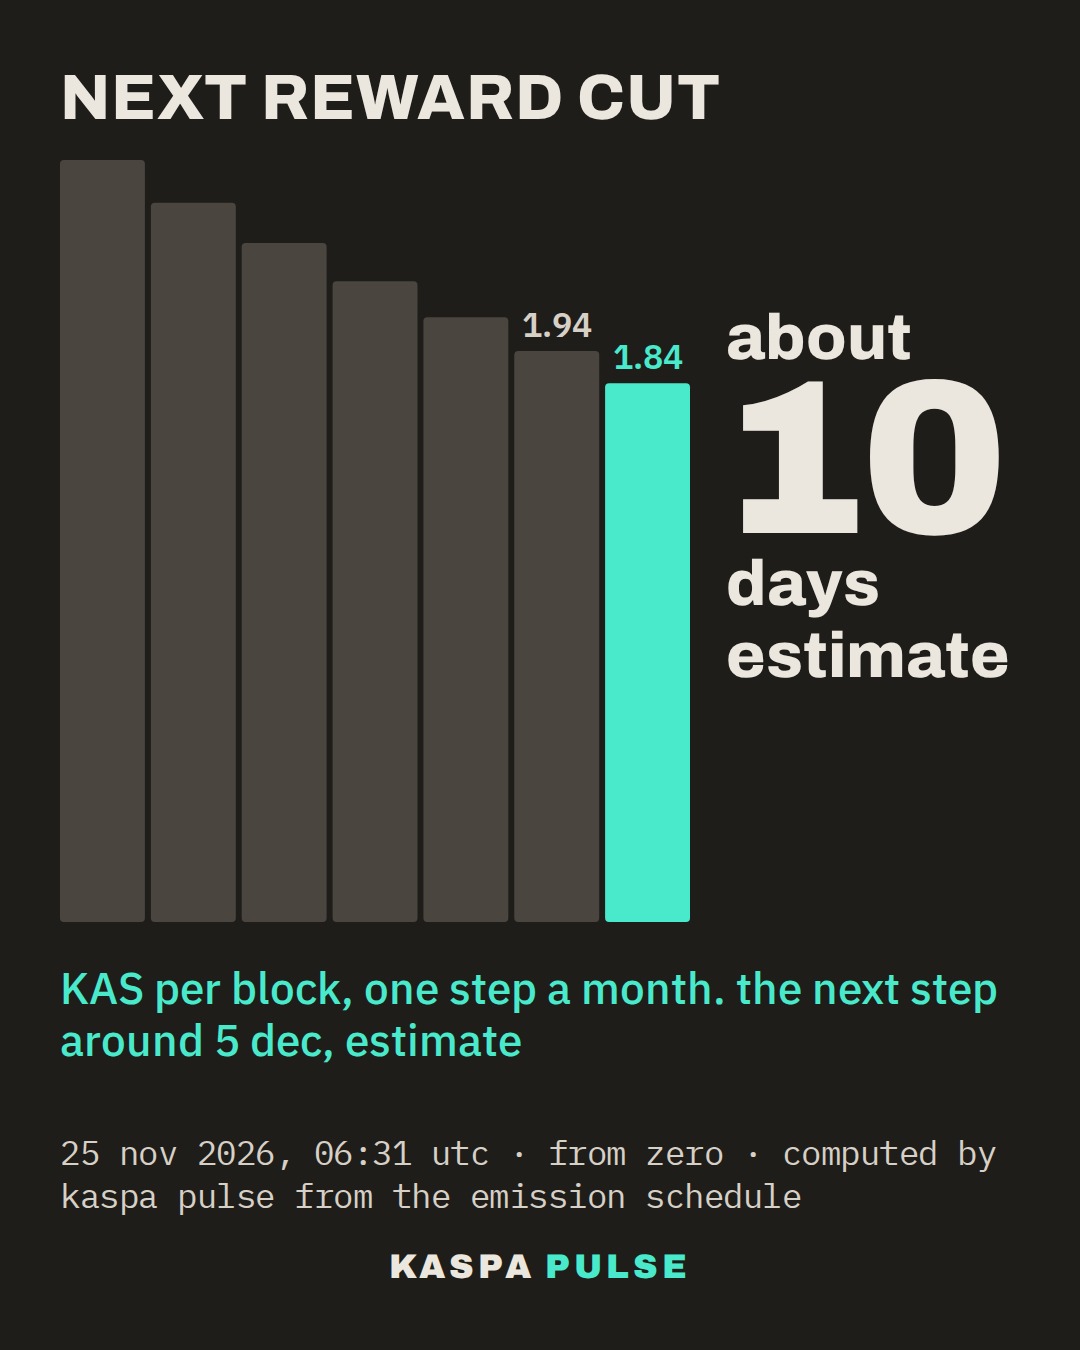 NEXT REWARD CUT
1.94
1.84
about
10
days
estimate
KAS per block, one step a month. the next step
around 5 dec, estimate
25 nov 2026, 06:31 utc · from zero · computed by
kaspa pulse from the emission schedule
KASPA PULSE